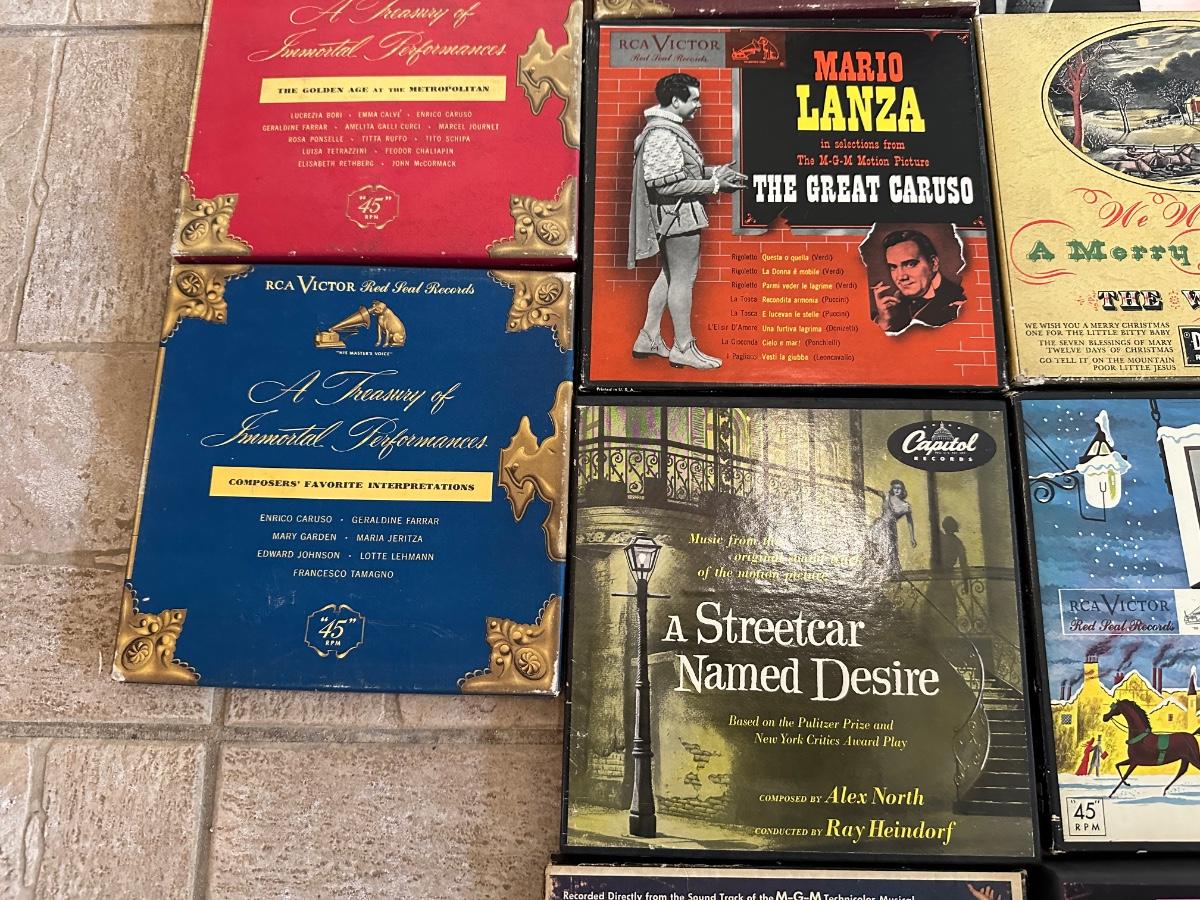 A Treasury of
Immortal Performances
THE GOLDEN AGE AT THE METROPOLITAN
LUCREZIA BORI • EMMA CALVÉ • ENRICO CARUSO
GERALDINE FARRAR • AMELITA GALLI-CURCI • MARCEL JOURNET
ROSA PONSELLE • TITTA RUFFO • TITO SCHIPA
LUISA TETRAZZINI • FEODOR CHALIAPIN
ELISABETH RETHBERG • JOHN McCORMACK
"45"
RPM
RCA VICTOR Red Seal Records
"HIS MASTER'S VOICE"
A Treasury of
Immortal Performances
COMPOSERS' FAVORITE INTERPRETATIONS
ENRICO CARUSO • GERALDINE FARRAR
MARY GARDEN • MARIA JERITZA
EDWARD JOHNSON • LOTTE LEHMANN
FRANCESCO TAMAGNO
"45"
RPM
RCA VICTOR
Red Seal Records
MARIO
LANZA
in selections from
The M-G-M Motion Picture
THE GREAT CARUSO
Rigoletto Questa o quella (Verdi)
Rigoletto La Donna è mobile (Verdi)
Rigoletto Parmi veder le lagrime (Verdi)
La Tosca Recondita armonia (Puccini)
La Tosca E lucevan le stelle (Puccini)
L'Elisir D'Amore Una furtiva lagrima (Donizetti)
La Gioconda Cielo e mar! (Ponchielli)
I Pagliacci Vesti la giubba (Leoncavallo)
Printed in U. S. A.
Capitol
RECORDS
Music from the
original
of the motion picture
A Streetcar
Named Desire
Based on the Pulitzer Prize and
New York Critics Award Play
COMPOSED BY Alex North
CONDUCTED BY Ray Heindorf
Recorded Directly from the Sound Track of the M-G-M Technicolor Musical
We W
A Merry
THE W
WE WISH YOU A MERRY CHRISTMAS
ONE FOR THE LITTLE BITTY BABY
THE SEVEN BLESSINGS OF MARY
TWELVE DAYS OF CHRISTMAS
GO TELL IT ON THE MOUNTAIN
POOR LITTLE JESUS
D
RCA VICTOR
Red Seal Records
"45"
RPM